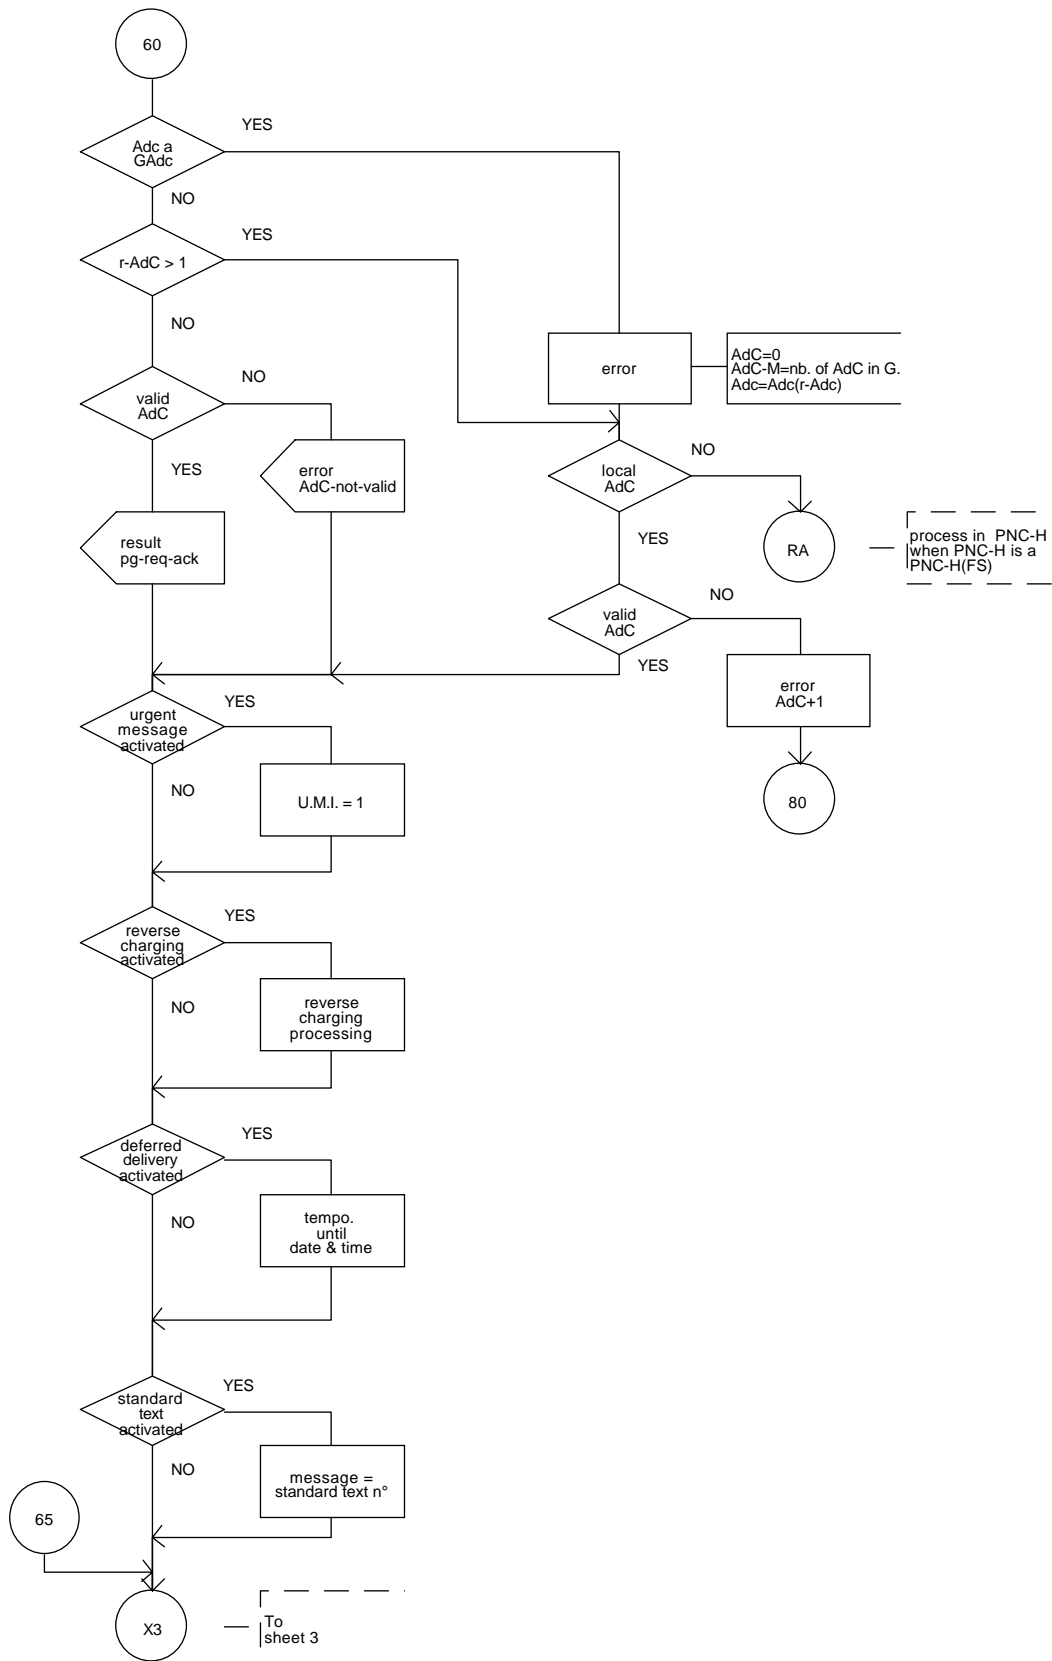 60
Adc a
GAdc
YES
NO
r-AdC > 1
YES
NO
error
AdC=0
AdC-M=nb. of AdC in G.
Adc=Adc(r-Adc)
valid
AdC
NO
YES
error
AdC-not-valid
local
AdC
NO
YES
result
pg-req-ack
RA
process in PNC-H
when PNC-H is a
PNC-H(FS)
valid
AdC
NO
YES
error
AdC+1
80
urgent
message
activated
YES
NO
U.M.I. = 1
reverse
charging
activated
YES
NO
reverse
charging
processing
deferred
delivery
activated
YES
NO
tempo.
until
date & time
standard
text
activated
YES
NO
message =
standard text n°
65
X3
To
sheet 3